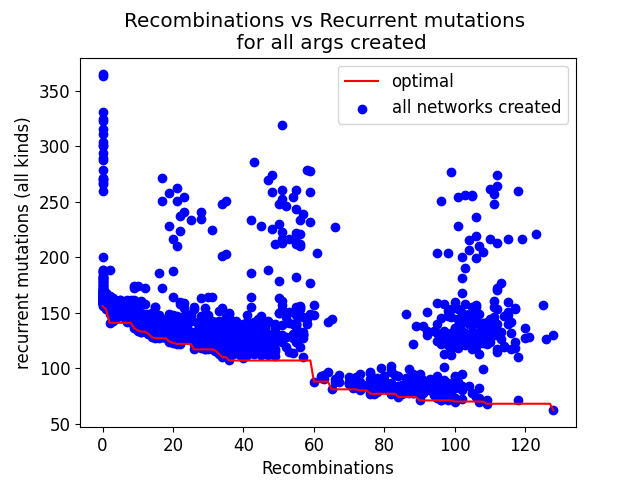 Recombinations vs Recurrent mutations
for all args created
optimal
all networks created
recurrent mutations (all kinds)
350
300
250
200
150
100
50
0
20
40
60
80
100
120
Recombinations